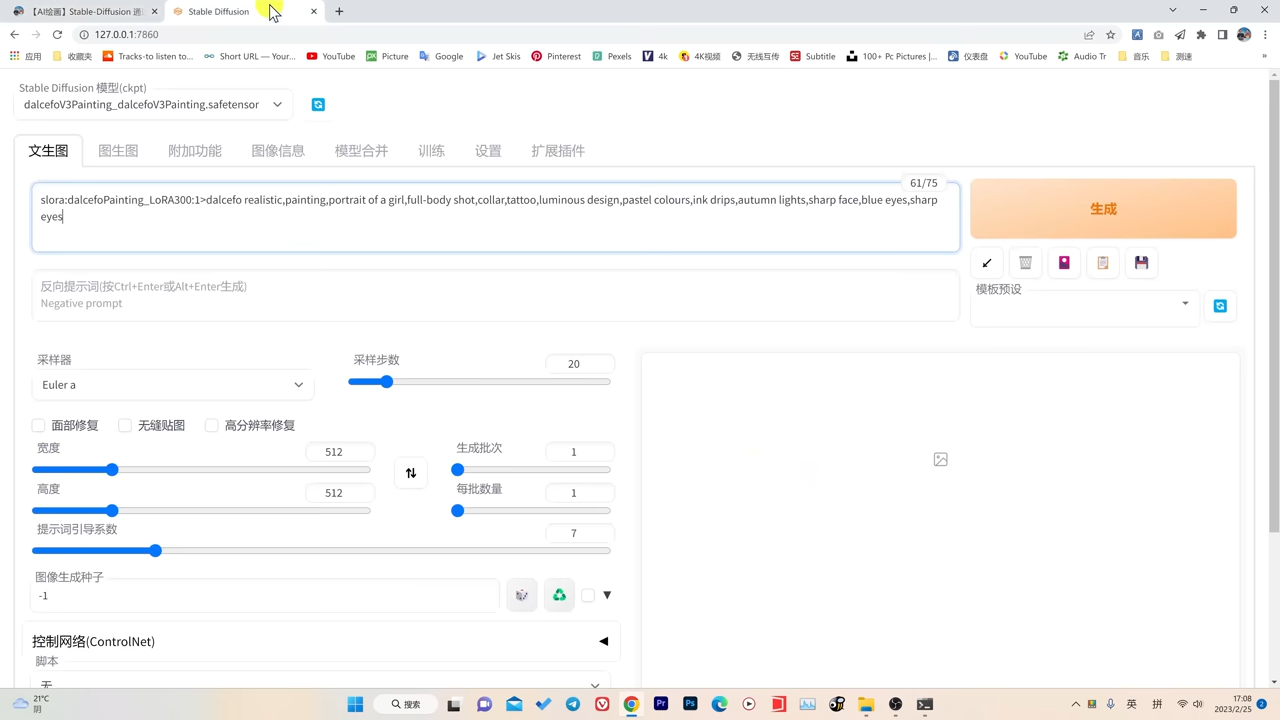 【AI绘画】Stable-Diffusion 通
Stable Diffusion
127.0.0.1:7860
应用
收藏夹
Tracks-to listen to...
Short URL — Your...
YouTube
Picture
Google
Jet Skis
Pinterest
Pexels
4k
4K视频
无线互传
Subtitle
100+ Pc Pictures |...
仪表盘
YouTube
Audio Tr
音乐
测速
»
Stable Diffusion 模型(ckpt)
dalcefoV3Painting_dalcefoV3Painting.safetensor
文生图
图生图
附加功能
图像信息
模型合并
训练
设置
扩展插件
61/75
slora:dalcefoPainting_LoRA300:1>dalcefo realistic,painting,portrait of a girl,full-body shot,collar,tattoo,luminous design,pastel colours,ink drips,autumn lights,sharp face,blue eyes,sharp
eyes
生成
反向提示词(按Ctrl+Enter或Alt+Enter生成)
Negative prompt
模板预设
采样器
Euler a
采样步数
20
面部修复
无缝贴图
高分辨率修复
宽度
512
生成批次
1
高度
512
每批数量
1
提示词引导系数
7
图像生成种子
-1
控制网络(ControlNet)
脚本
无
21°C
阴
搜索
英
拼
17:08
2023/2/25
2